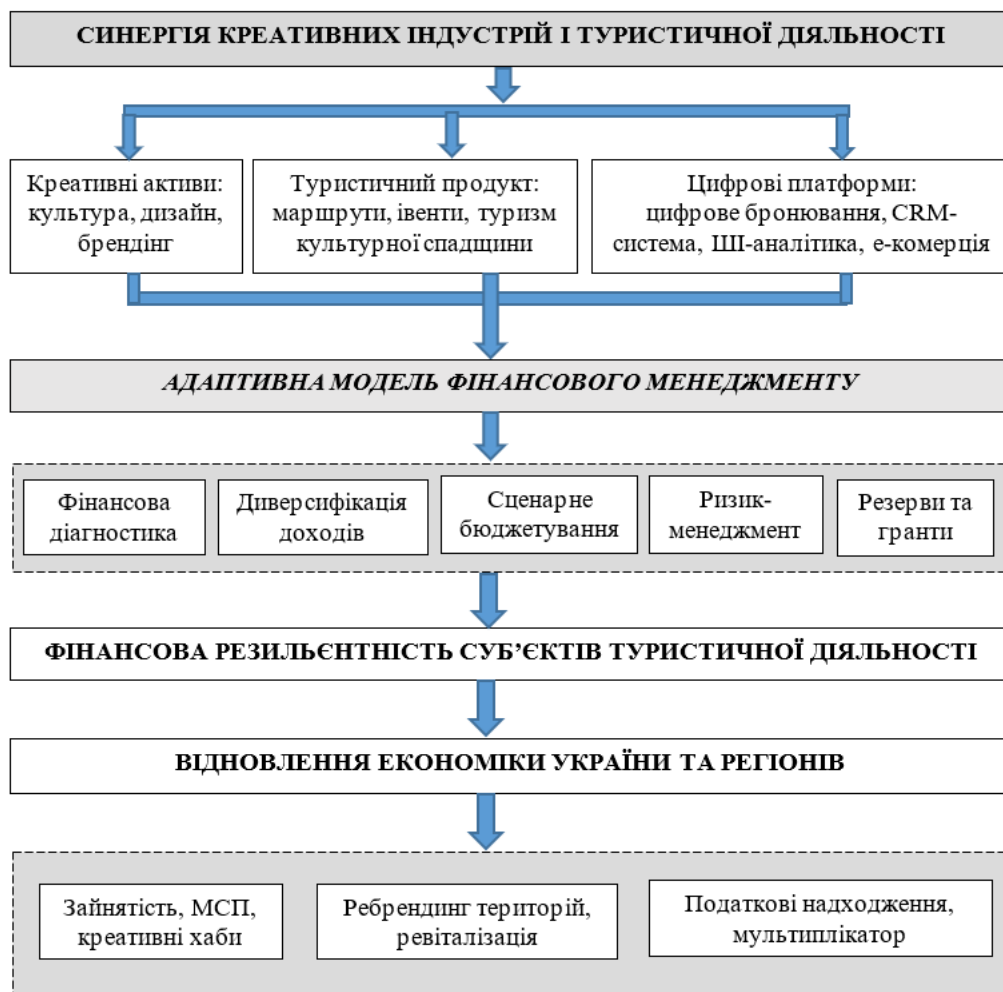 СИНЕРГІЯ КРЕАТИВНИХ ІНДУСТРІЙ І ТУРИСТИЧНОЇ ДІЯЛЬНОСТІ
Креативні активи:
культура, дизайн,
брендінг
Туристичний продукт:
маршрути, івенти, туризм
культурної спадщини
Цифрові платформи:
цифрове бронювання, CRM-
система, ШІ-аналітика, е-комерція
АДАПТИВНА МОДЕЛЬ ФІНАНСОВОГО МЕНЕДЖМЕНТУ
Фінансова
діагностика
Диверсифікація
доходів
Сценарне
бюджетування
Ризик-
менеджмент
Резерви та
гранти
ФІНАНСОВА РЕЗИЛЬЄНТНІСТЬ СУБ’ЄКТІВ ТУРИСТИЧНОЇ ДІЯЛЬНОСТІ
ВІДНОВЛЕННЯ ЕКОНОМІКИ УКРАЇНИ ТА РЕГІОНІВ
Зайнятість, МСП,
креативні хаби
Ребрендинг територій,
ревіталізація
Податкові надходження,
мультиплікатор